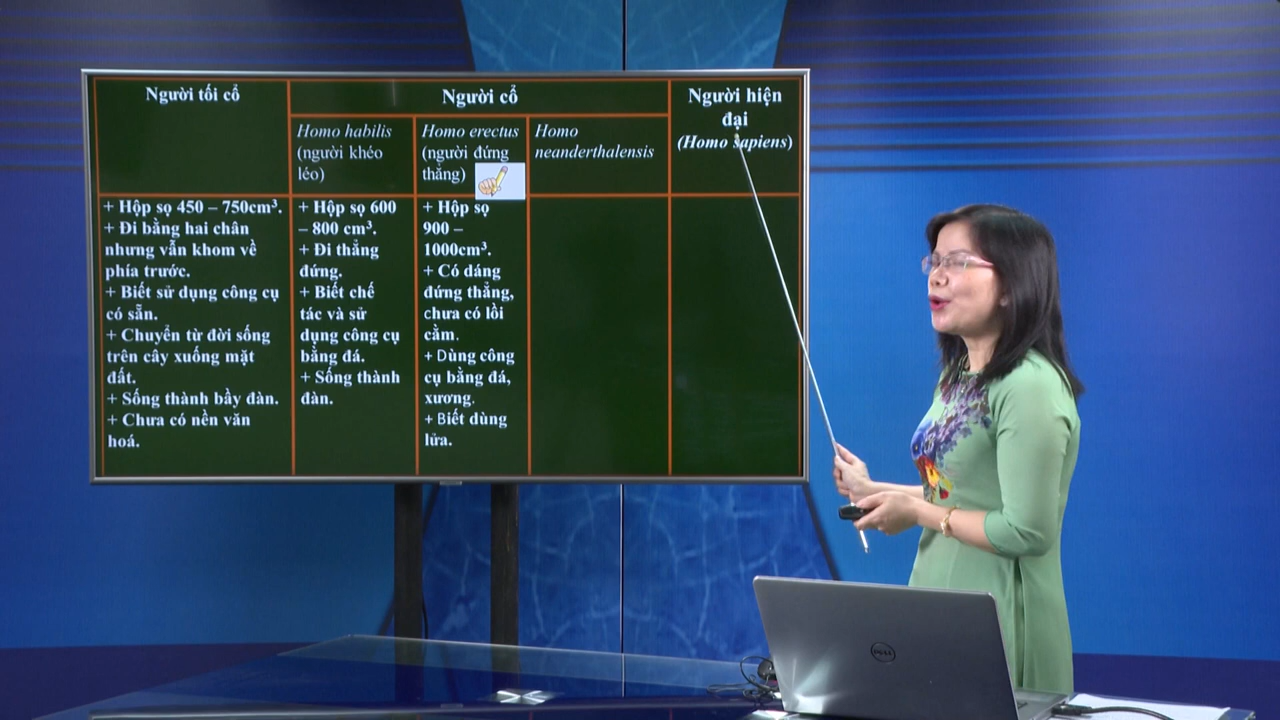 Người tối cổ
Người cổ
Người hiện
đại
(Homo sapiens)
Homo habilis
(người khéo
léo)
Homo erectus
(người đứng
thẳng)
Homo
neanderthalensis
+ Hộp sọ 450 – 750cm³.
+ Đi bằng hai chân
nhưng vẫn khom về
phía trước.
+ Biết sử dụng công cụ
có sẵn.
+ Chuyển từ đời sống
trên cây xuống mặt
đất.
+ Sống thành bầy đàn.
+ Chưa có nền văn
hoá.
+ Hộp sọ 600
– 800 cm³.
+ Đi thẳng
đứng.
+ Biết chế
tác và sử
dụng công cụ
bằng đá.
+ Sống thành
đàn.
+ Hộp sọ
900 –
1000cm³.
+ Có dáng
đứng thẳng,
chưa có lồi
cằm.
+ Dùng công
cụ bằng đá,
xương.
+ Biết dùng
lửa.
DELL